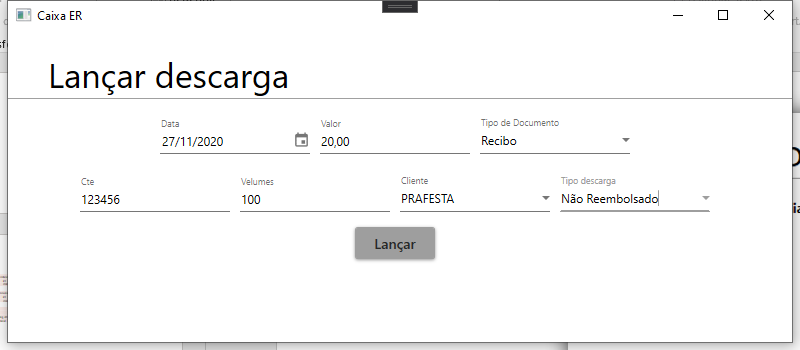 Caixa ER
Lançar descarga
Data
Valor
Tipo de Documento
27/11/2020
20,00
Recibo
Cte
Velumes
Cliente
Tipo descarga
123456
100
PRAFESTA
Não Reembolsado
Lançar